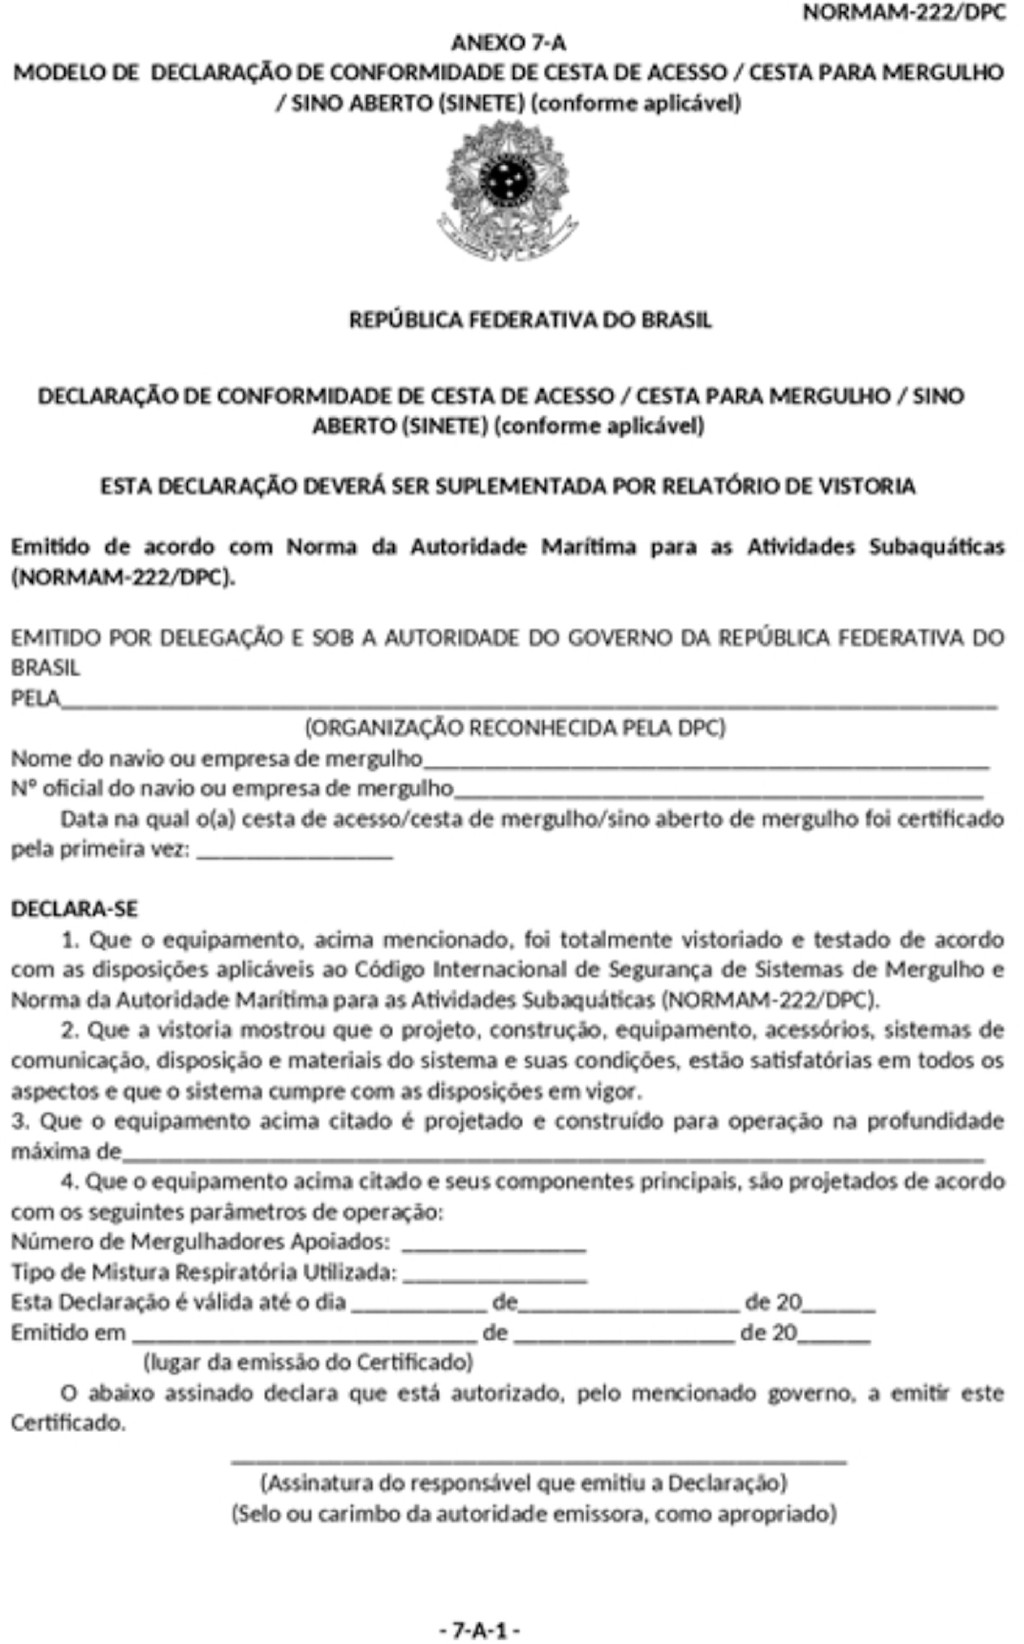 NORMAM-222/DPC
ANEXO 7-A
MODELO DE DECLARAÇÃO DE CONFORMIDADE DE CESTA DE ACESSO / CESTA PARA MERGULHO
/ SINO ABERTO (SINETE) (conforme aplicável)
REPÚBLICA FEDERATIVA DO BRASIL
DECLARAÇÃO DE CONFORMIDADE DE CESTA DE ACESSO / CESTA PARA MERGULHO / SINO
ABERTO (SINETE) (conforme aplicável)
ESTA DECLARAÇÃO DEVERÁ SER SUPLEMENTADA POR RELATÓRIO DE VISTORIA
Emitido de acordo com Norma da Autoridade Marítima para as Atividades Subaquáticas
(NORMAM-222/DPC).
EMITIDO POR DELEGAÇÃO E SOB A AUTORIDADE DO GOVERNO DA REPÚBLICA FEDERATIVA DO
BRASIL
PELA____________________
(ORGANIZAÇÃO RECONHECIDA PELA DPC)
Nome do navio ou empresa de mergulho____________________
Nº oficial do navio ou empresa de mergulho____________________
Data na qual o(a) cesta de acesso/cesta de mergulho/sino aberto de mergulho foi certificado
pela primeira vez: ________________
DECLARA-SE
1. Que o equipamento, acima mencionado, foi totalmente vistoriado e testado de acordo
com as disposições aplicáveis ao Código Internacional de Segurança de Sistemas de Mergulho e
Norma da Autoridade Marítima para as Atividades Subaquáticas (NORMAM-222/DPC).
2. Que a vistoria mostrou que o projeto, construção, equipamento, acessórios, sistemas de
comunicação, disposição e materiais do sistema e suas condições, estão satisfatórias em todos os
aspectos e que o sistema cumpre com as disposições em vigor.
3. Que o equipamento acima citado é projetado e construído para operação na profundidade
máxima de____________________
4. Que o equipamento acima citado e seus componentes principais, são projetados de acordo
com os seguintes parâmetros de operação:
Número de Mergulhadores Apoiados: _______________
Tipo de Mistura Respiratória Utilizada: _______________
Esta Declaração é válida até o dia ___________ de__________________ de 20______
Emitido em ____________________________ de __________________ de 20______
(lugar da emissão do Certificado)
O abaixo assinado declara que está autorizado, pelo mencionado governo, a emitir este
Certificado.
____________________
(Assinatura do responsável que emitiu a Declaração)
(Selo ou carimbo da autoridade emissora, como apropriado)
- 7-A-1 -